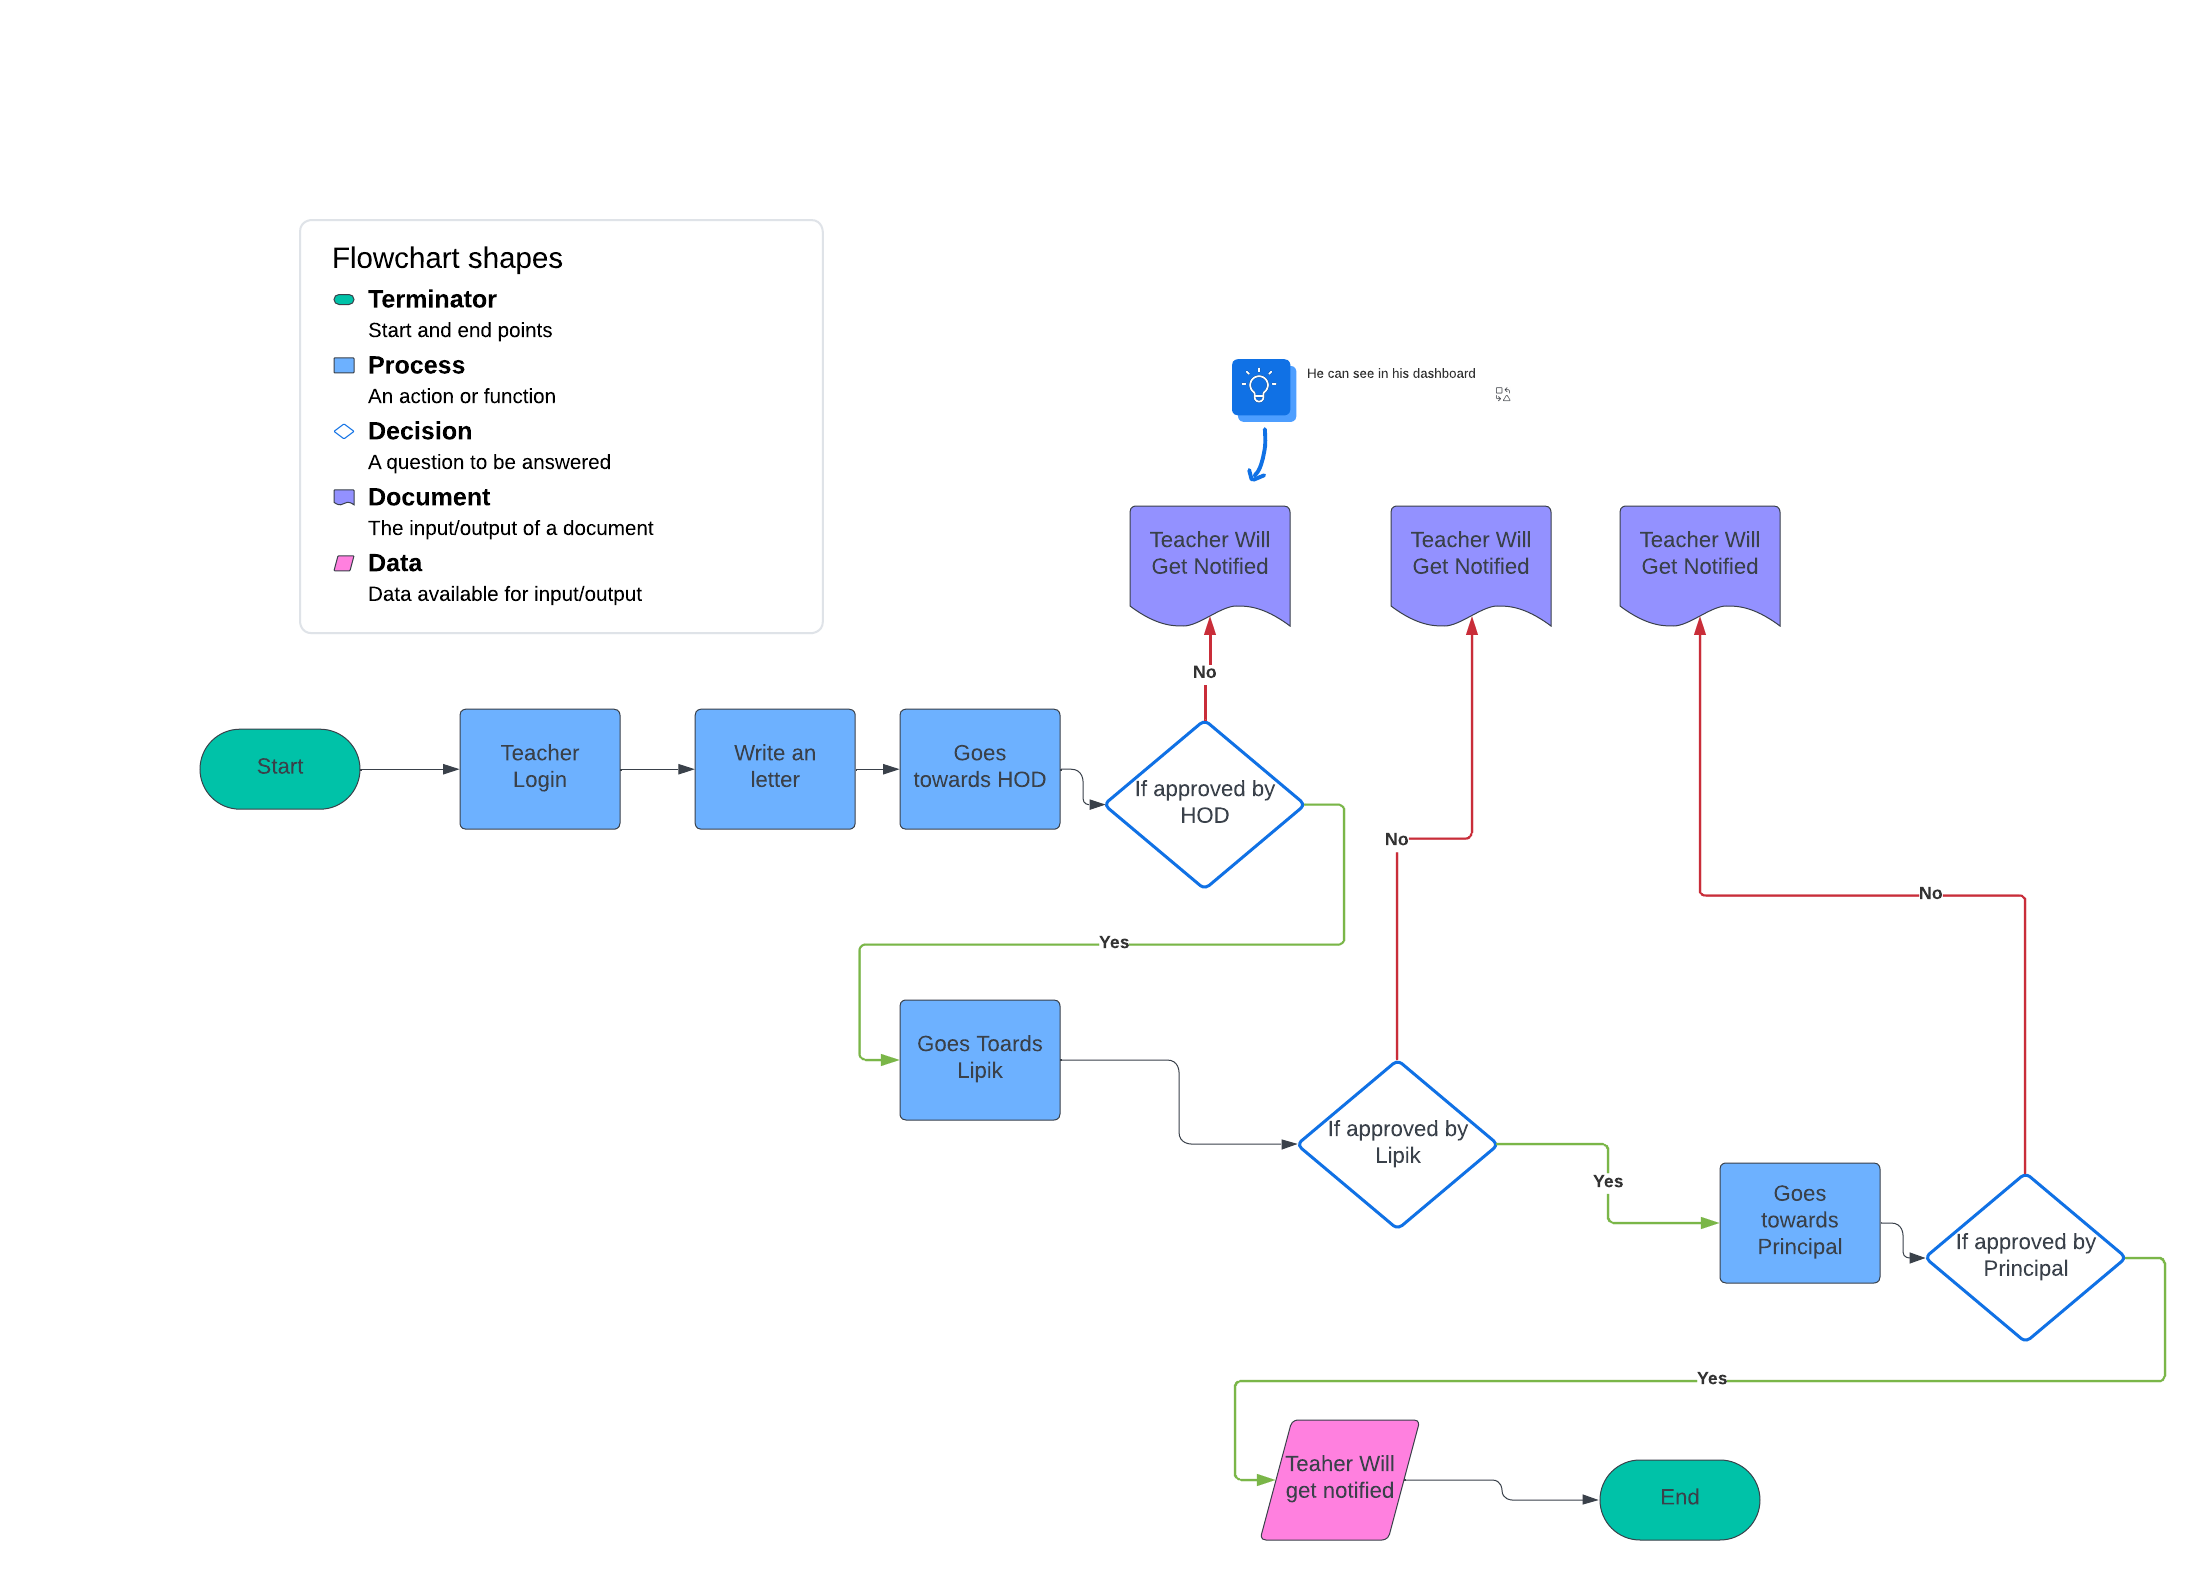 Flowchart shapes
Terminator
Start and end points
Process
An action or function
Decision
A question to be answered
Document
The input/output of a document
Data
Data available for input/output
He can see in his dashboard
Teacher Will
Get Notified
Teacher Will
Get Notified
Teacher Will
Get Notified
No
Start
Teacher
Login
Write an
letter
Goes
towards HOD
If approved by
HOD
No
No
Yes
Goes Toards
Lipik
If approved by
Lipik
Yes
Goes
towards
Principal
If approved by
Principal
Yes
Teaher Will
get notified
End